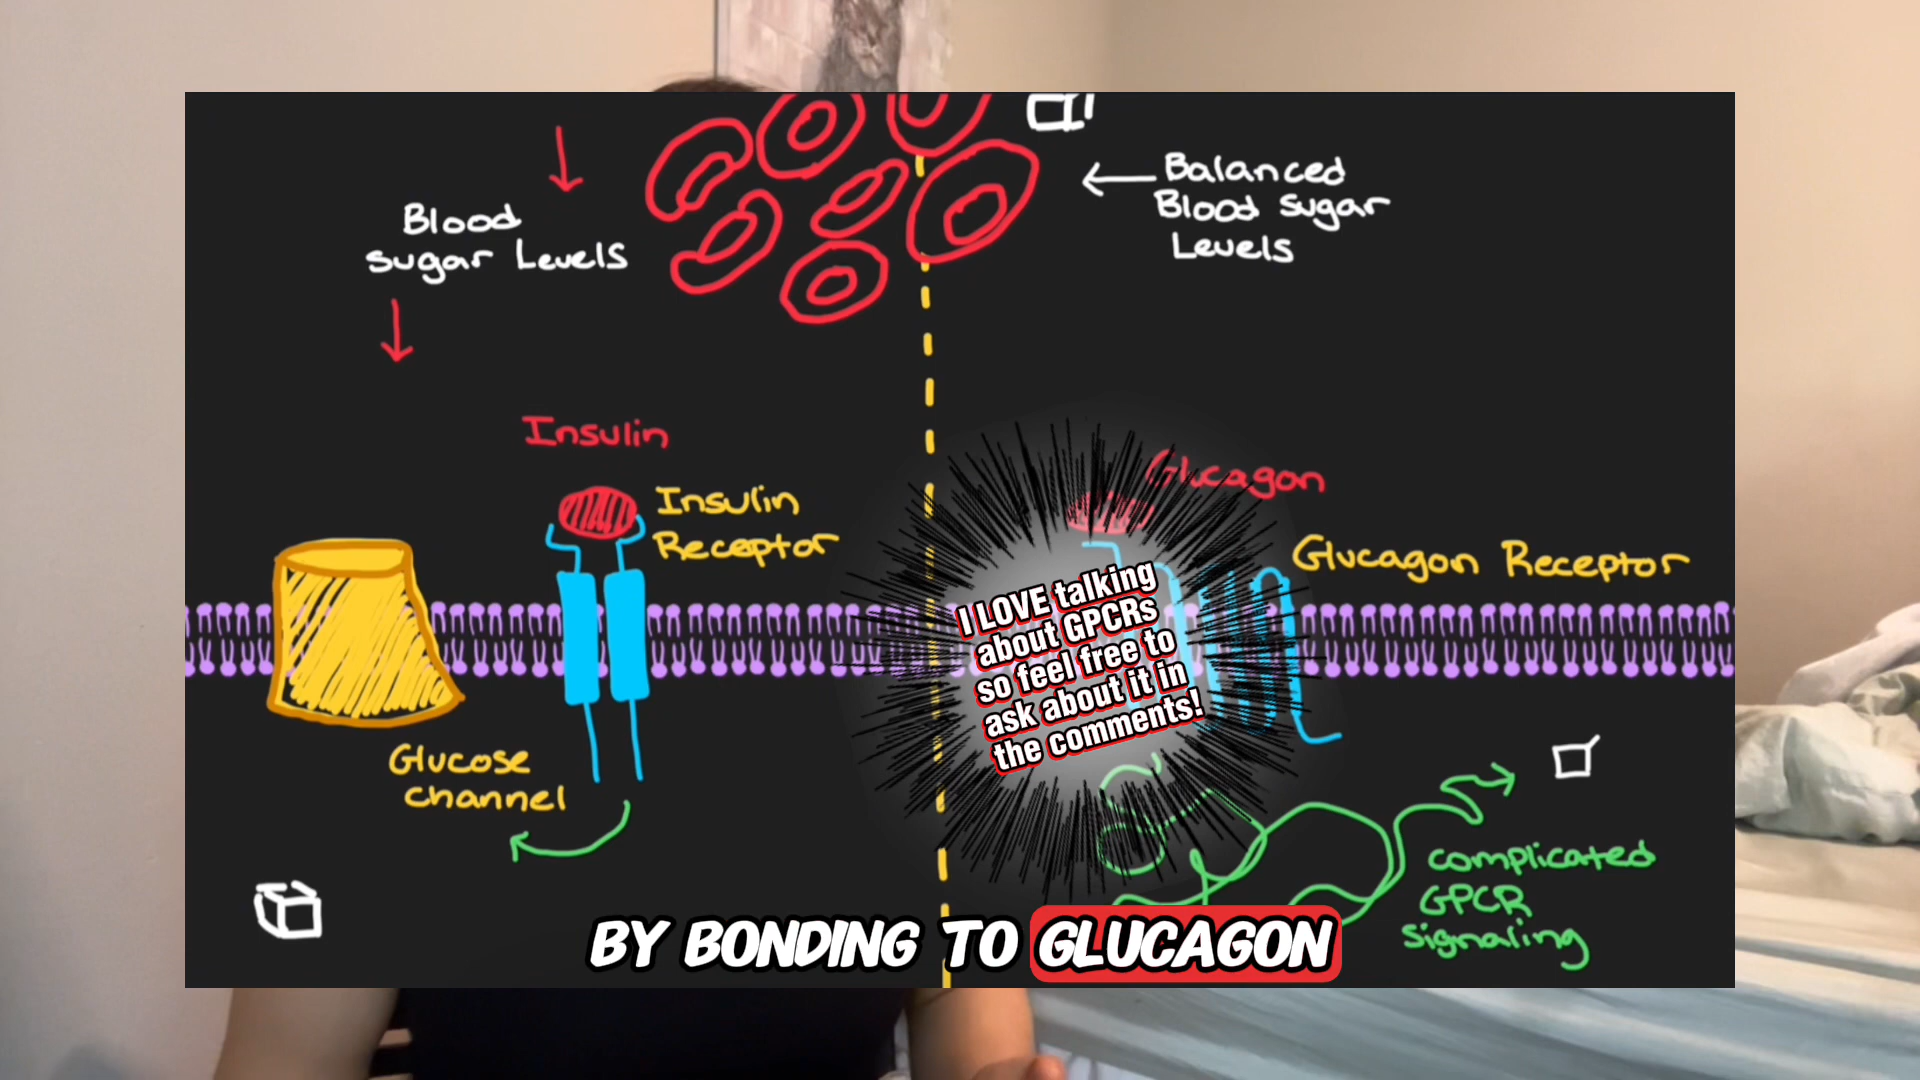 Balanced
Blood sugar
Levels
Blood
sugar Levels
Insulin
Insulin
Receptor
Glucagon
Glucagon Receptor
I LOVE talking
about GPCRs
so feel free to
ask about it in
the comments!
Glucose
channel
complicated
GPCR
signaling
BY BONDING TO GLUCAGON